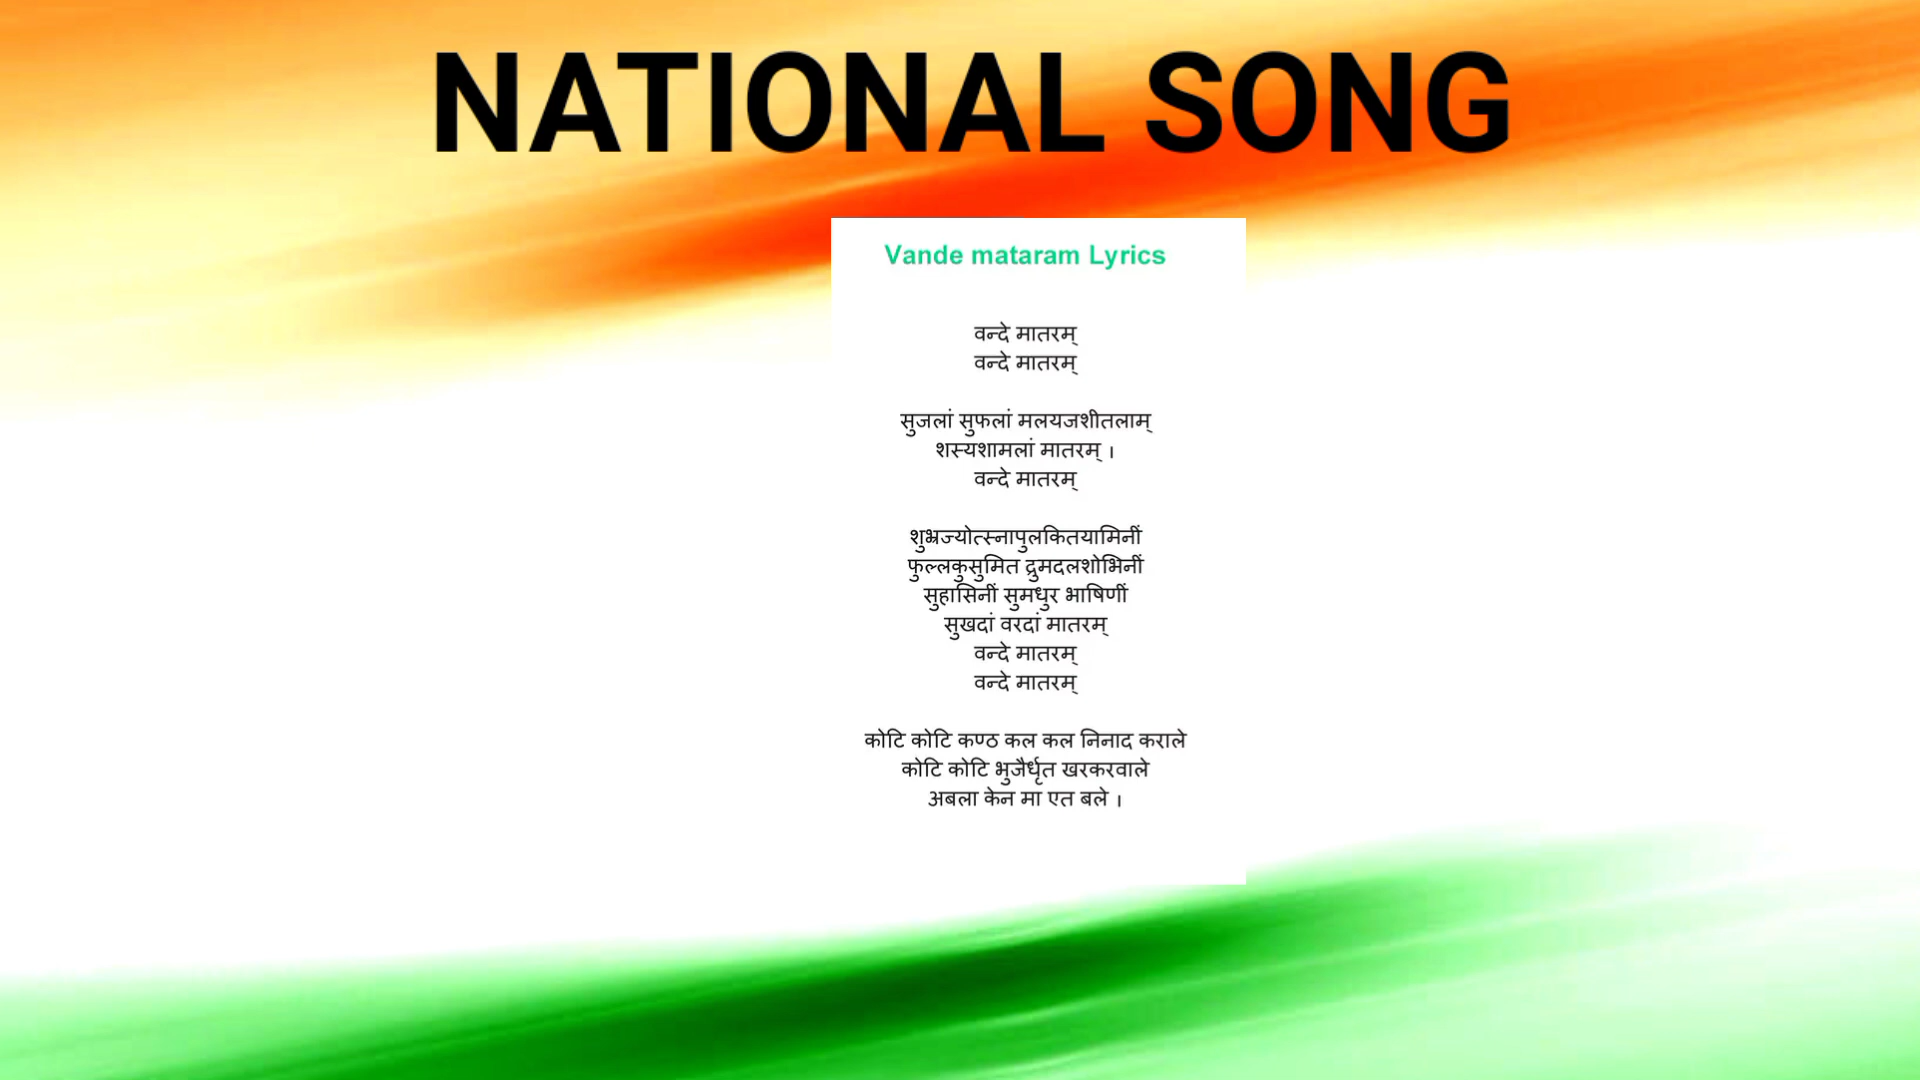 NATIONAL SONG
Vande mataram Lyrics
वन्दे मातरम्
वन्दे मातरम्
सुजलां सुफलां मलयजशीतलाम्
शस्यशामलां मातरम् ।
वन्दे मातरम्
शुभ्रज्योत्स्नापुलकितयामिनीं
फुल्लकुसुमित द्रुमदलशोभिनीं
सुहासिनीं सुमधुर भाषिणीं
सुखदां वरदां मातरम्
वन्दे मातरम्
वन्दे मातरम्
कोटि कोटि कण्ठ कल कल निनाद कराले
कोटि कोटि भुजैर्धृत खरकरवाले
अबला केन मा एत बले ।